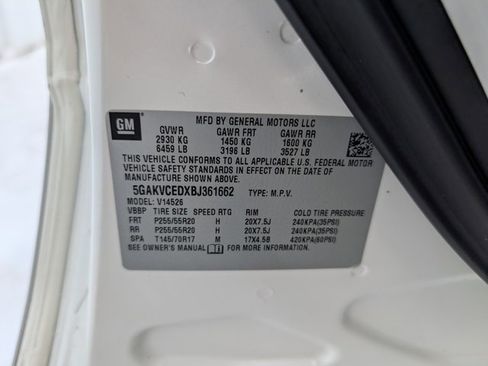 GM
MFD BY GENERAL MOTORS LLC
GVWR GAWR FRT GAWR RR
2930 KG 1450 KG 1600 KG
6459 LB 3196 LB 3527 LB
THIS VEHICLE CONFORMS TO ALL APPLICABLE U.S. FEDERAL MOTOR
VEHICLE SAFETY, BUMPER, AND THEFT PREVENTION STANDARDS IN EFFECT ON THE DATE OF
MANUFACTURE SHOWN ABOVE.
5GAKVCEDXBJ361662 TYPE: M.P.V.
MODEL: V14526
VBBP TIRE SIZE SPEED RTG RIM COLD TIRE PRESSURE
FRT P255/55R20 H 20X7.5J 240KPA(35PSI)
RR P255/55R20 H 20X7.5J 240KPA(35PSI)
SPA T145/70R17 M 17X4.5B 420KPA(60PSI)
SEE OWNER'S MANUAL FOR MORE INFORMATION.